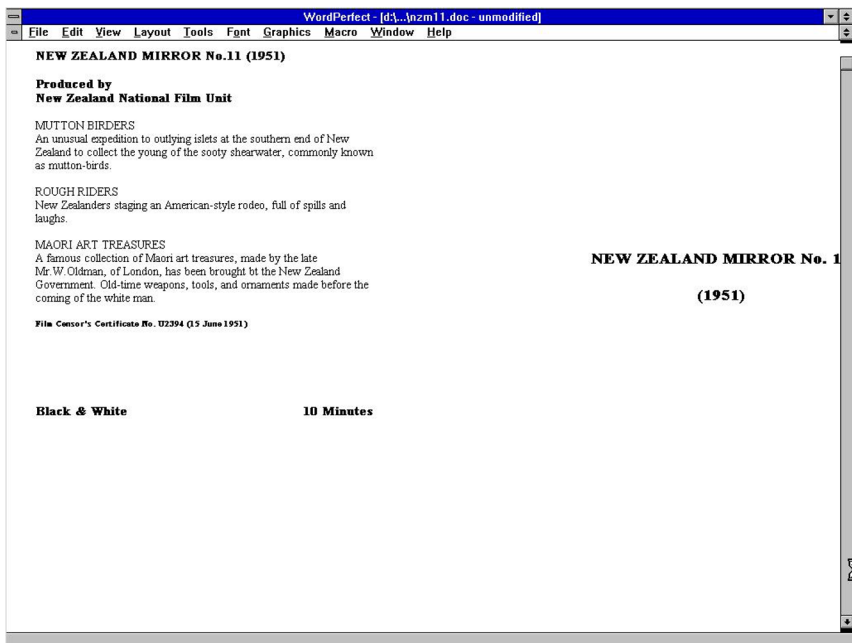 WordPerfect - [d:\...\nzm11.doc - unmodified]
File Edit View Layout Tools Font Graphics Macro Window Help
NEW ZEALAND MIRROR No.11 (1951)
Produced by
New Zealand National Film Unit
MUTTON BIRDERS
An unusual expedition to outlying islets at the southern end of New
Zealand to collect the young of the sooty shearwater, commonly known
as mutton-birds.
ROUGH RIDERS
New Zealanders staging an American-style rodeo, full of spills and
laughs.
MAORI ART TREASURES
A famous collection of Maori art treasures, made by the late
Mr.W.Oldman, of London, has been brought bt the New Zealand
Government. Old-time weapons, tools, and ornaments made before the
coming of the white man.
Film Censor's Certificate No. U2394 (15 June 1951)
Black & White 10 Minutes
NEW ZEALAND MIRROR No. 1
(1951)